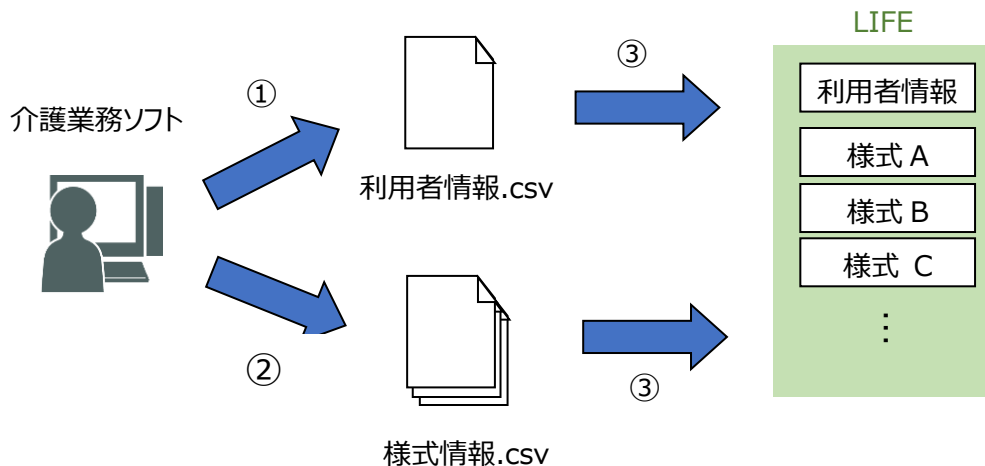 LIFE
①
③
介護業務ソフト
利用者情報
様式 A
利用者情報.csv
様式 B
様式 C
⋮
②
③
様式情報.csv